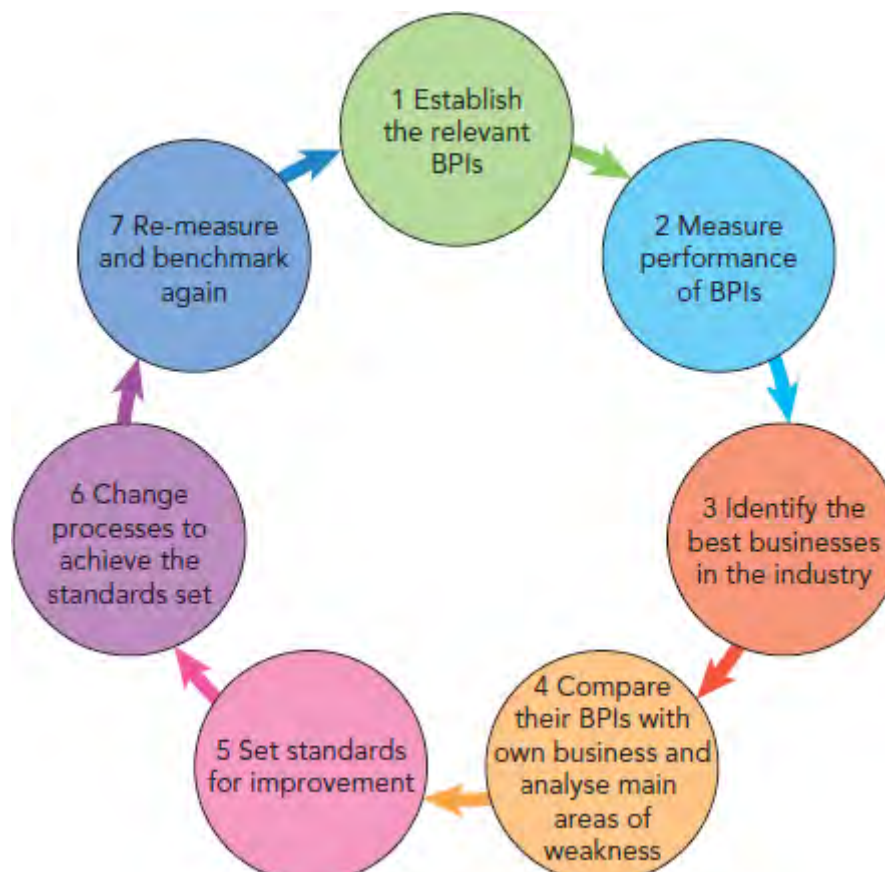 1 Establish
the relevant
BPIs
2 Measure
performance
of BPIs
3 Identify the
best businesses
in the industry
4 Compare
their BPIs with
own business and
analyse main
areas of
weakness
5 Set standards
for improvement
6 Change
processes to
achieve the
standards set
7 Re-measure
and benchmark
again